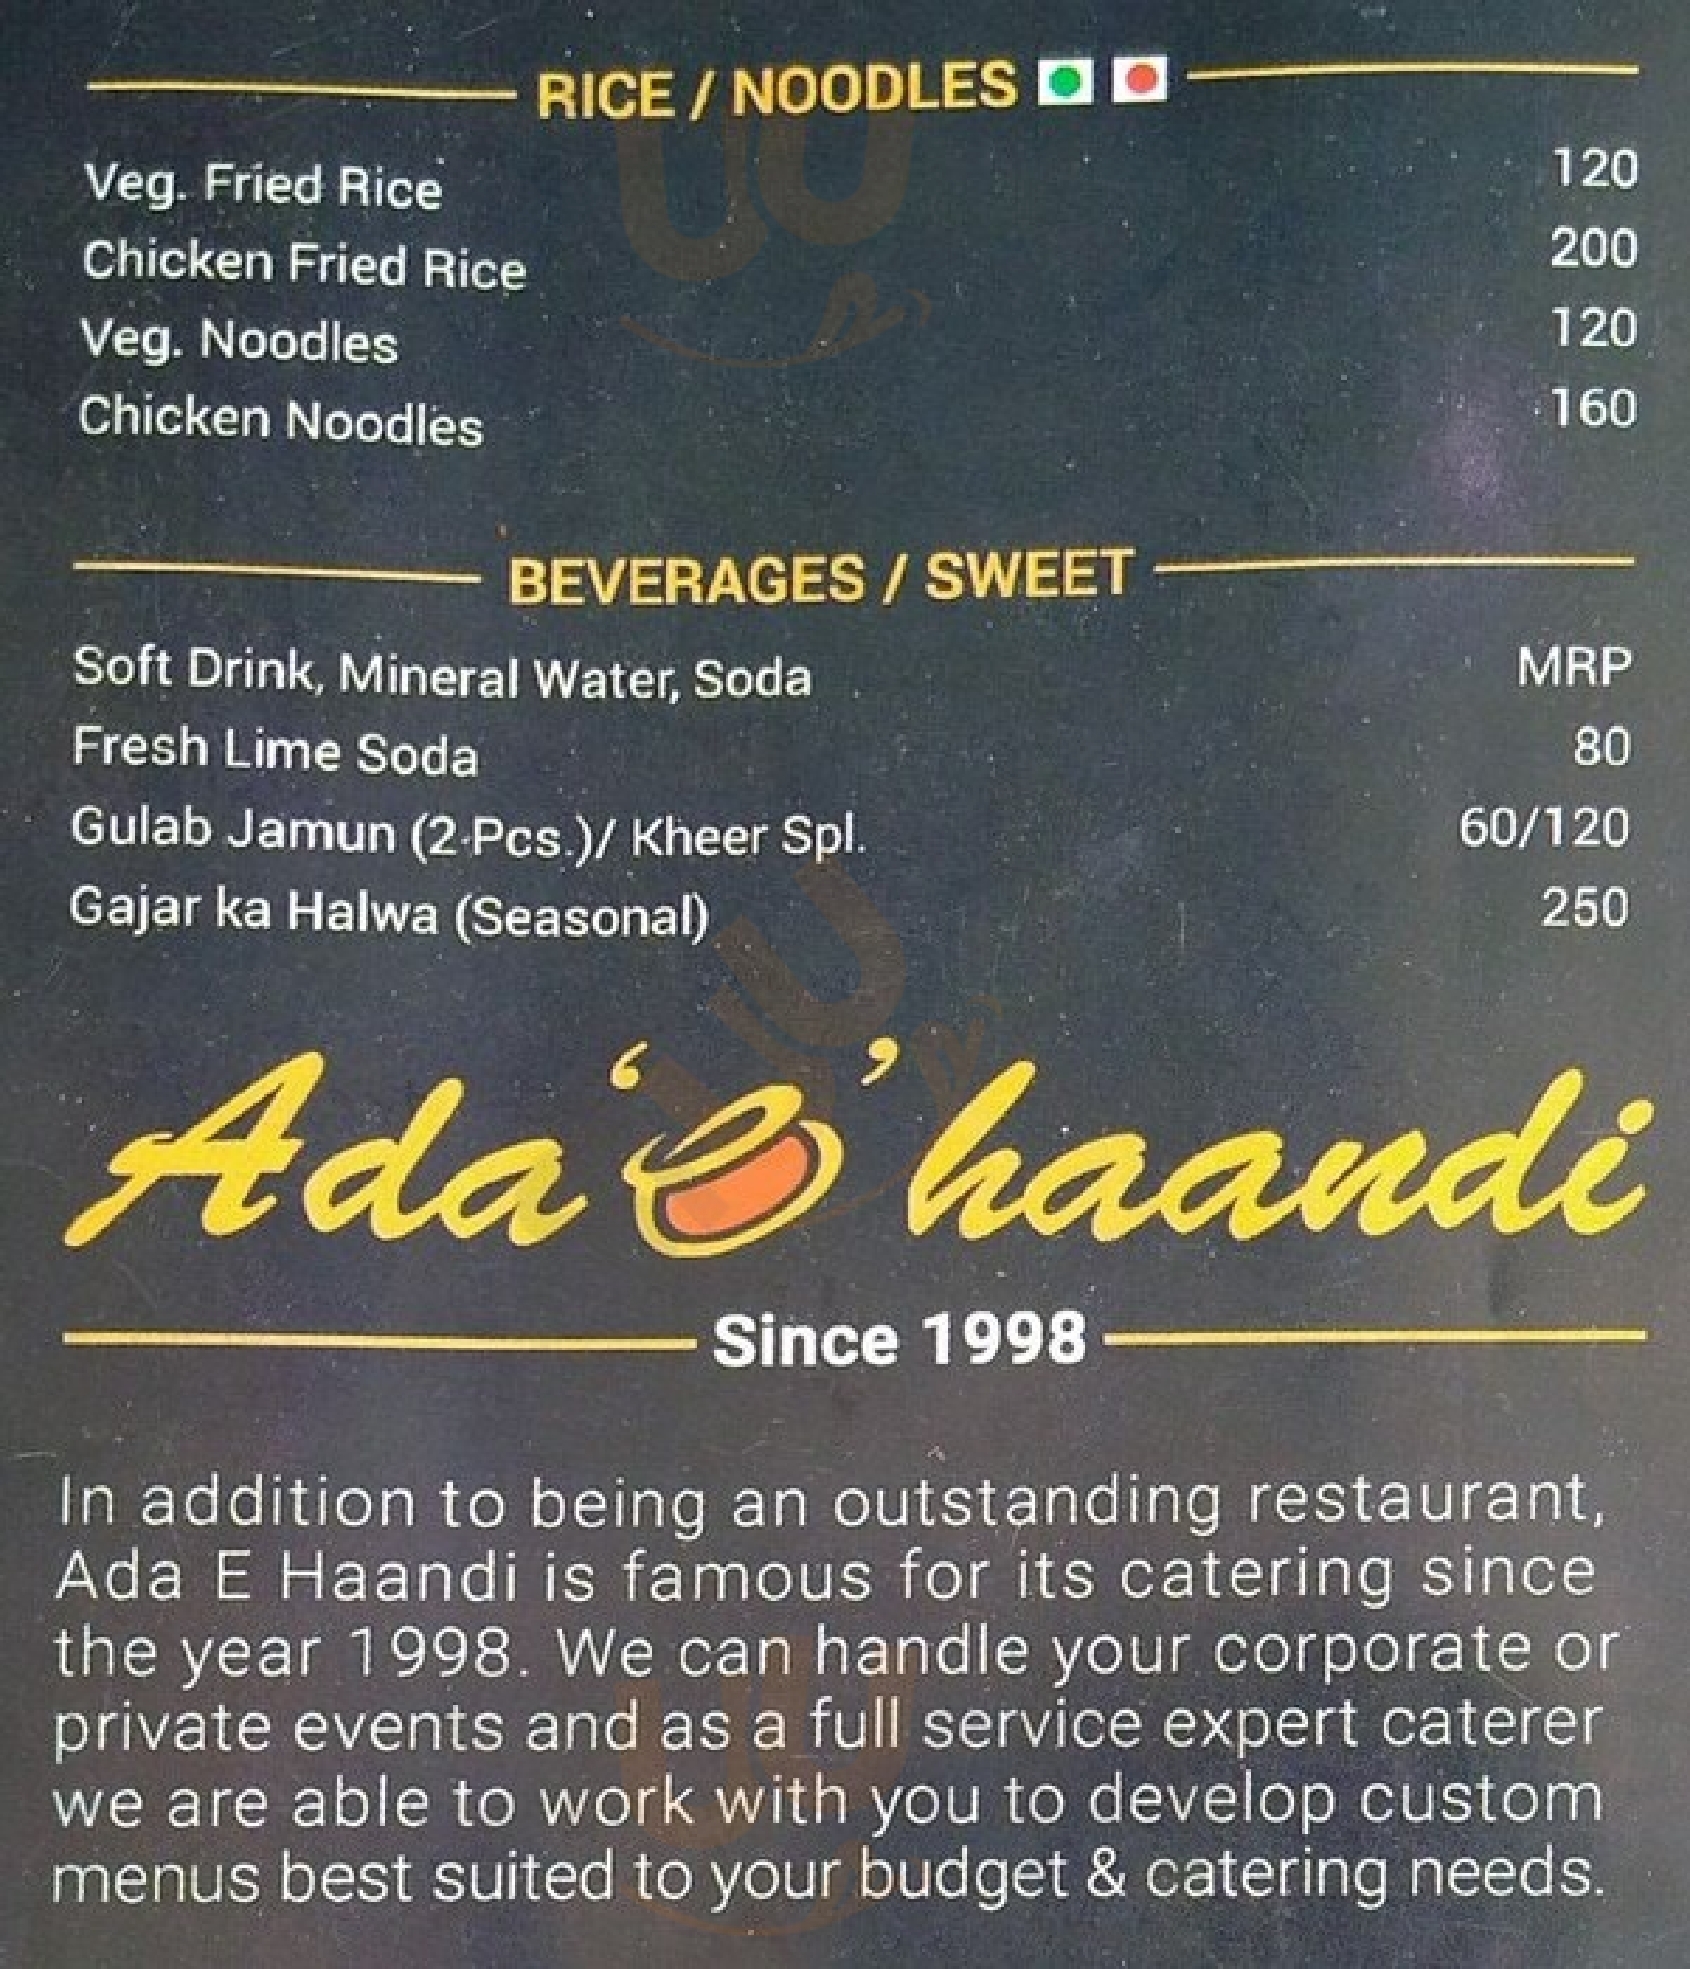 RICE / NOODLES
Veg. Fried Rice 120
Chicken Fried Rice 200
Veg. Noodles 120
Chicken Noodles 160
BEVERAGES / SWEET
Soft Drink, Mineral Water, Soda MRP
Fresh Lime Soda 80
Gulab Jamun (2-Pcs.)/ Kheer Spl. 60/120
Gajar ka Halwa (Seasonal) 250
Ada ‘e’ haandi
Since 1998
In addition to being an outstanding restaurant,
Ada E Haandi is famous for its catering since
the year 1998. We can handle your corporate or
private events and as a full service expert caterer
we are able to work with you to develop custom
menus best suited to your budget & catering needs.